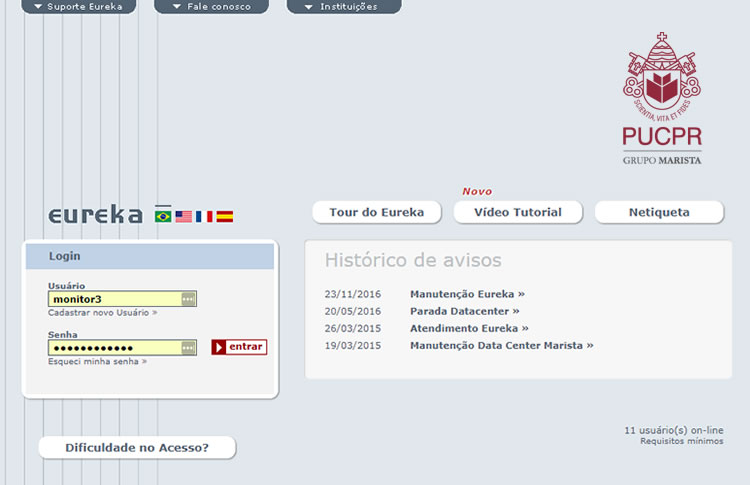 Suporte Eureka
Fale conosco
Instituições
SCIENTIA, VITA ET FIDES
PUCPR
GRUPO MARISTA
eureka
Novo
Tour do Eureka
Vídeo Tutorial
Netiqueta
Login
Usuário
monitor3
Cadastrar novo Usuário »
Senha
entrar
Esqueci minha senha »
Histórico de avisos
23/11/2016 Manutenção Eureka »
20/05/2016 Parada Datacenter »
26/03/2015 Atendimento Eureka »
19/03/2015 Manutenção Data Center Marista »
11 usuário(s) on-line
Requisitos mínimos
Dificuldade no Acesso?